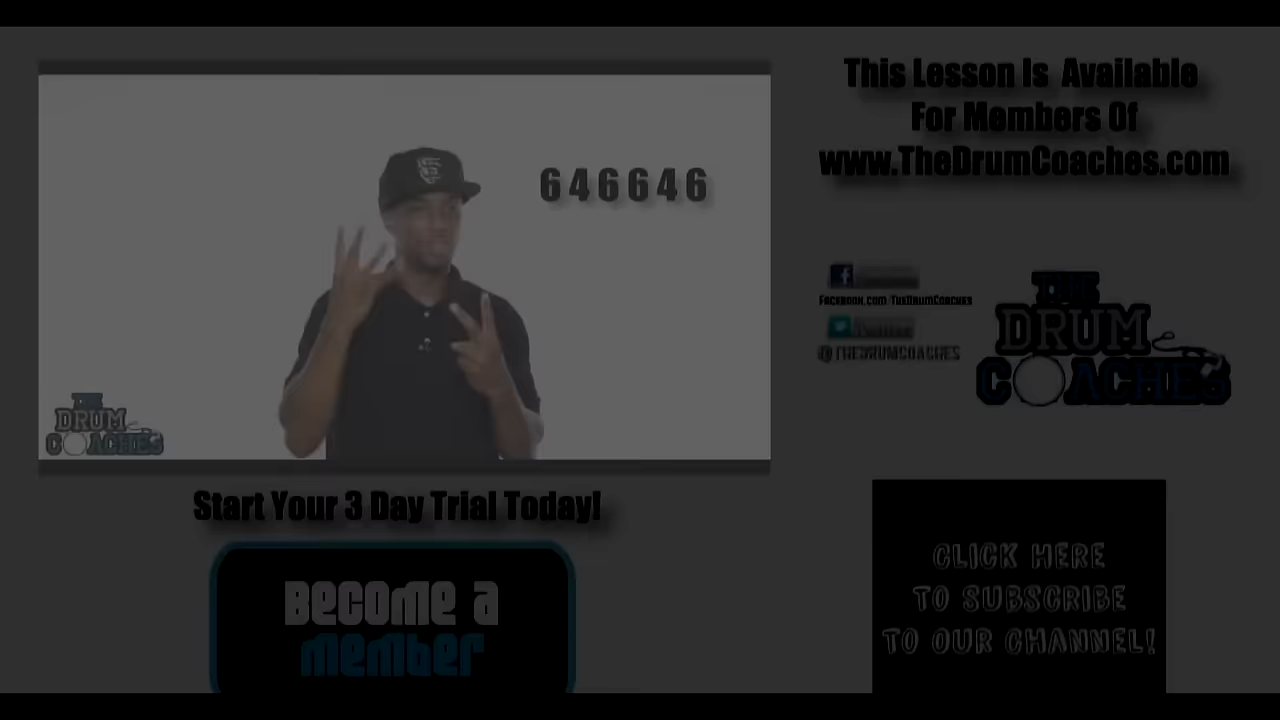 646646
THE
DRUM
COACHES
Start Your 3 Day Trial Today!
Become a
member
This Lesson Is Available
For Members Of
www.TheDrumCoaches.com
f
Facebook.com/TheDrumCoaches
@TheDrumCoaches
THE
DRUM
COACHES
CLICK HERE
TO SUBSCRIBE
TO OUR CHANNEL!